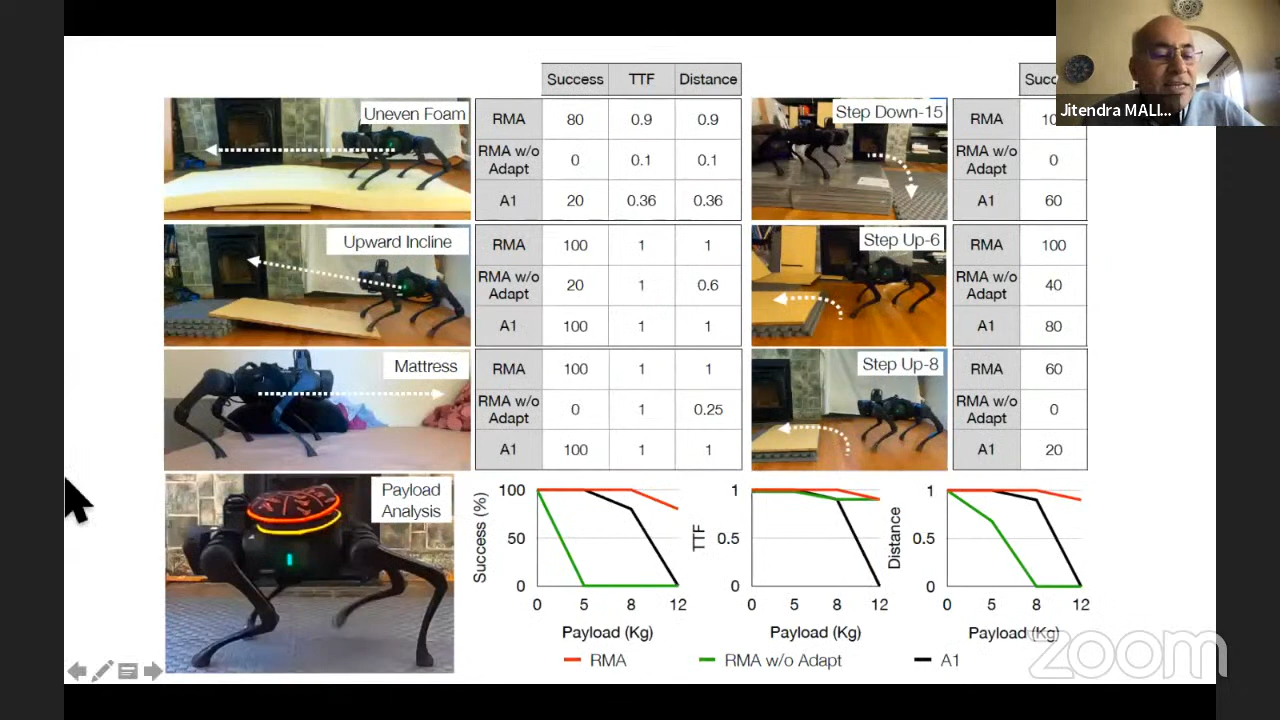 Success TTF Distance
Uneven Foam
RMA 80 0.9 0.9
RMA w/o Adapt 0 0.1 0.1
A1 20 0.36 0.36
Upward Incline
RMA 100 1 1
RMA w/o Adapt 20 1 0.6
A1 100 1 1
Mattress
RMA 100 1 1
RMA w/o Adapt 0 1 0.25
A1 100 1 1
Succ
Jitendra MALI...
Step Down-15
RMA 10
RMA w/o Adapt 0
A1 60
Step Up-6
RMA 100
RMA w/o Adapt 40
A1 80
Step Up-8
RMA 60
RMA w/o Adapt 0
A1 20
Payload
Analysis
Success (%)
100
50
0
0 5 8 12
Payload (Kg)
TTF
1
0.5
0
0 5 8 12
Payload (Kg)
Distance
1
0.5
0
0 5 8 12
Payload (Kg)
RMA RMA w/o Adapt A1
zoom